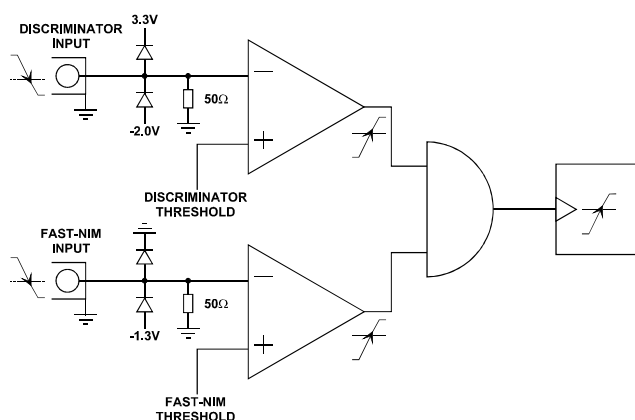 DISCRIMINATOR
INPUT
3.3V
-2.0V
50Ω
DISCRIMINATOR
THRESHOLD
FAST-NIM
INPUT
-1.3V
50Ω
FAST-NIM
THRESHOLD